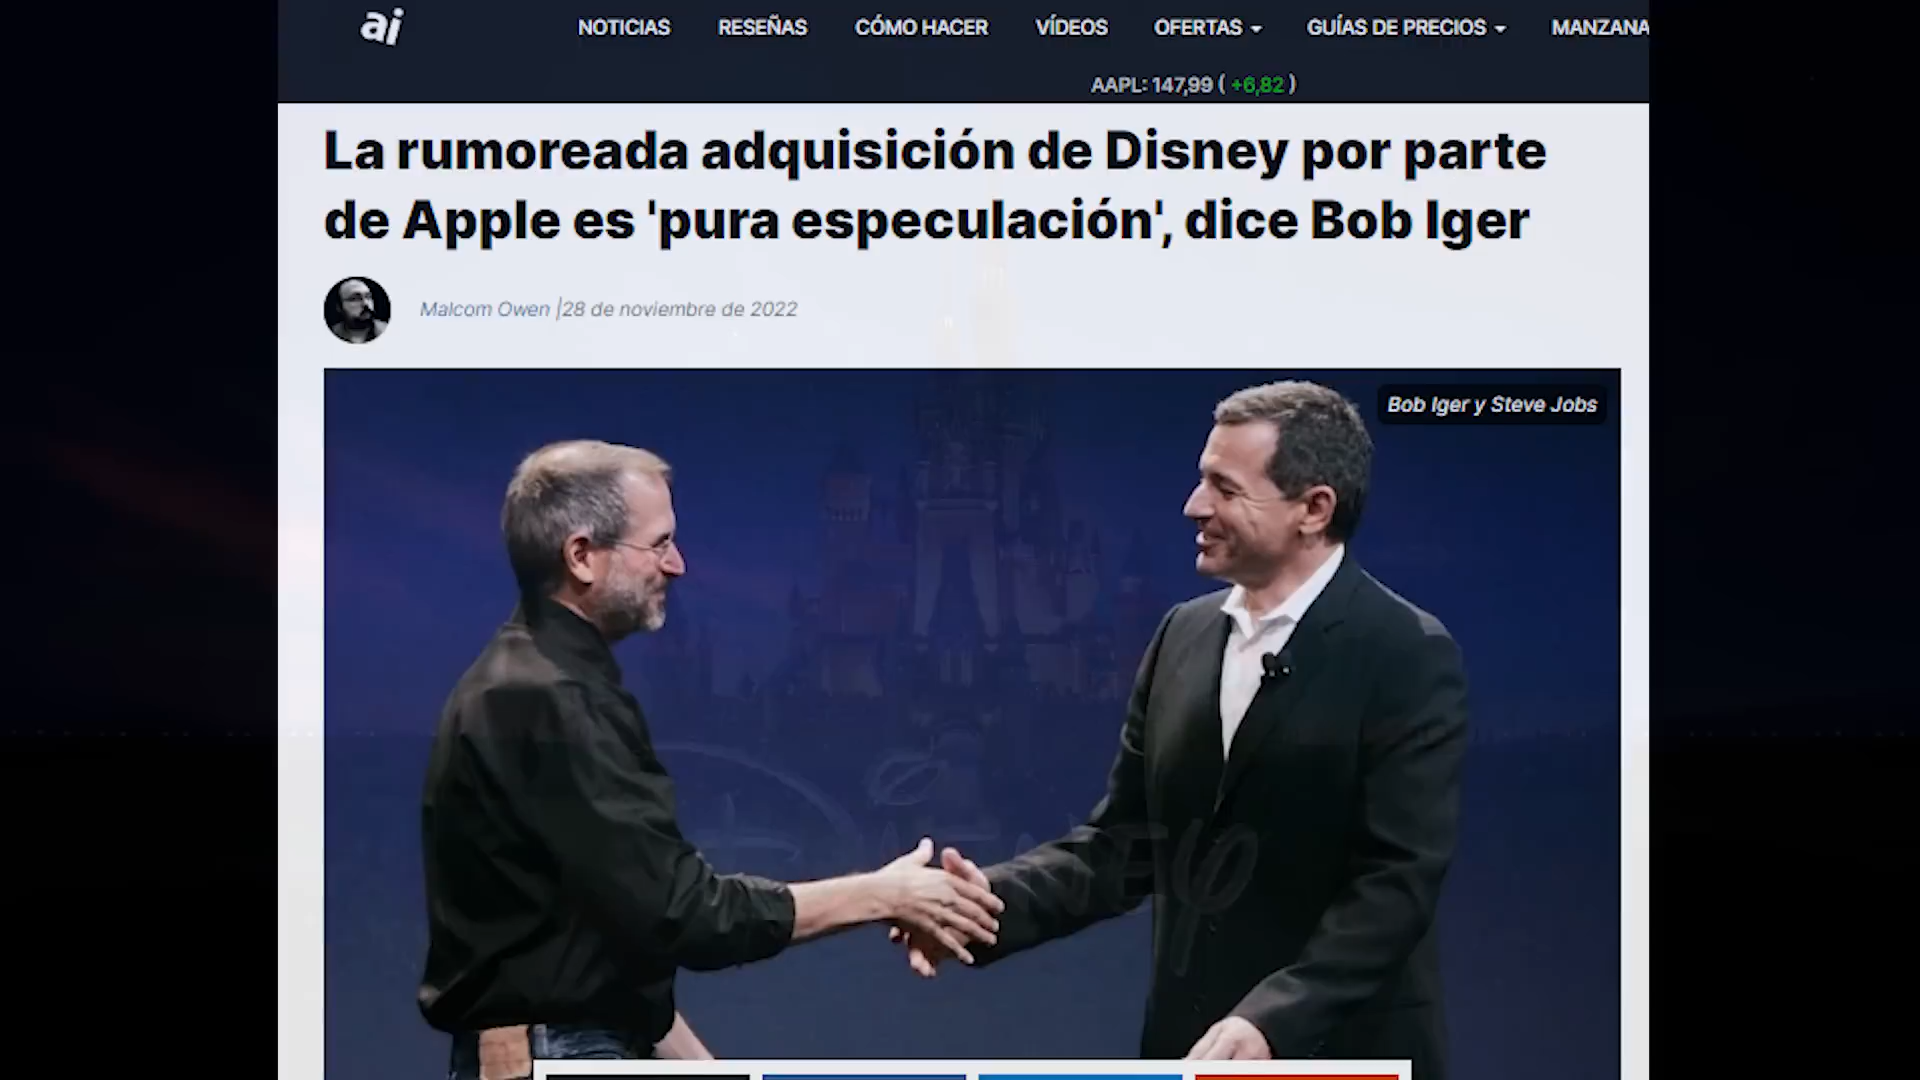 ai
NOTICIAS RESEÑAS CÓMO HACER VÍDEOS OFERTAS GUÍAS DE PRECIOS MANZANA
AAPL: 147,99 ( +6,82 )
La rumoreada adquisición de Disney por parte
de Apple es 'pura especulación', dice Bob Iger
Malcom Owen |28 de noviembre de 2022
Bob Iger y Steve Jobs
Disney